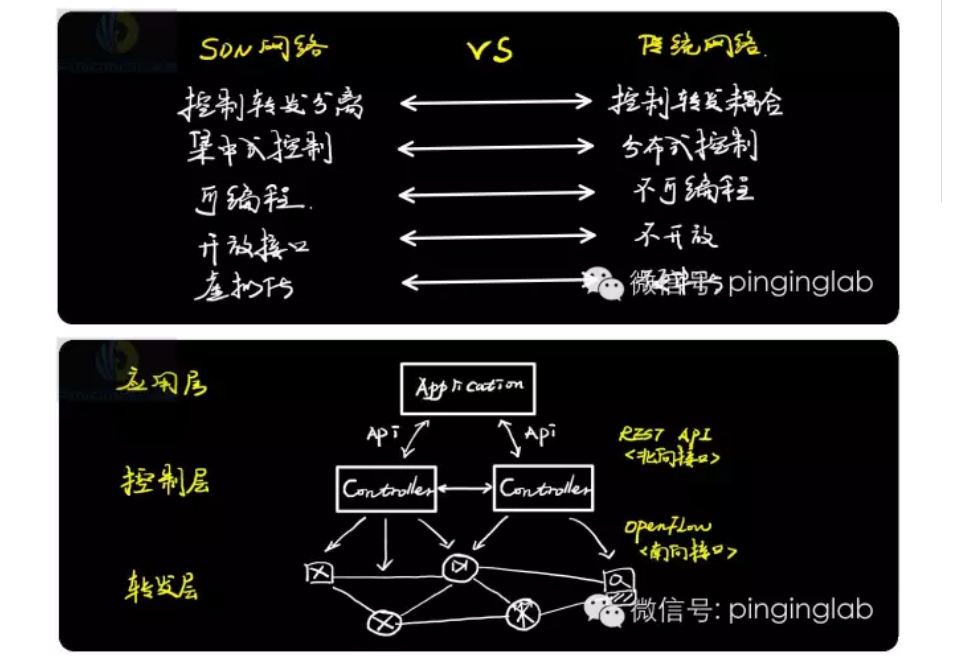 SDN网络 VS 传统网络.
控制转发分离 控制转发耦合
集中式控制 分布式控制
可编程. 不可编程
开放接口 不开放
虚拟下 微信号: pinginglab
应用层 Application
Api Api REST API
<北向接口>
控制层 Controller Controller
OpenFlow
<南向接口>
转发层
微信号: pinginglab